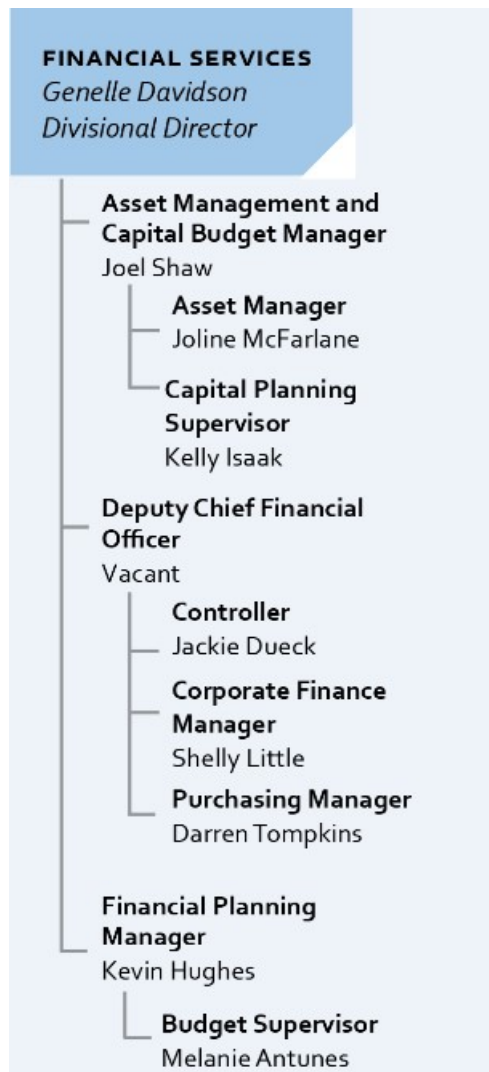 FINANCIAL SERVICES
Genelle Davidson
Divisional Director
Asset Management and
Capital Budget Manager
Joel Shaw
Asset Manager
Joline McFarlane
Capital Planning
Supervisor
Kelly Isaak
Deputy Chief Financial
Officer
Vacant
Controller
Jackie Dueck
Corporate Finance
Manager
Shelly Little
Purchasing Manager
Darren Tompkins
Financial Planning
Manager
Kevin Hughes
Budget Supervisor
Melanie Antunes